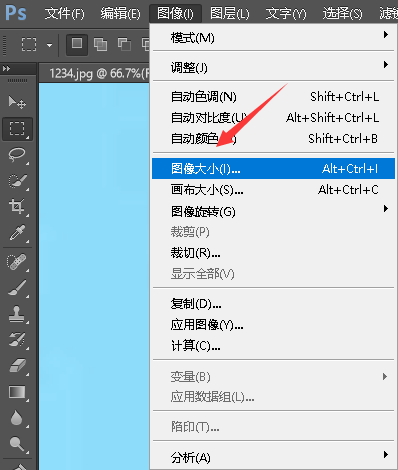 Ps 文件(F) 编辑(E) 图像(I) 图层(L) 文字(Y) 选择(S) 滤镜
1234.jpg @ 66.7%(
模式(M)
调整(J)
自动色调(N) Shift+Ctrl+L
自动对比度(U) Alt+Shift+Ctrl+L
自动颜色 Shift+Ctrl+B
图像大小(I)... Alt+Ctrl+I
画布大小(S)... Alt+Ctrl+C
图像旋转(G)
裁剪(P)
裁切(R)...
显示全部(V)
复制(D)...
应用图像(Y)...
计算(C)...
变量(B)
应用数据组(L)...
陷印(T)...
分析(A)